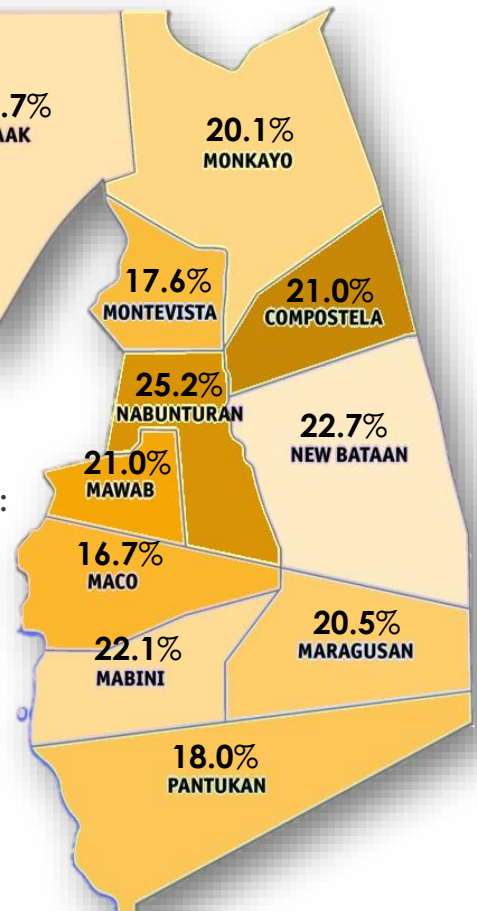 .7%
AAK
20.1%
MONKAYO
17.6%
MONTEVISTA
21.0%
COMPOSTELA
25.2%
NABUNTURAN
22.7%
NEW BATAAN
21.0%
MAWAB
:
16.7%
MACO
20.5%
MARAGUSAN
22.1%
MABINI
18.0%
PANTUKAN